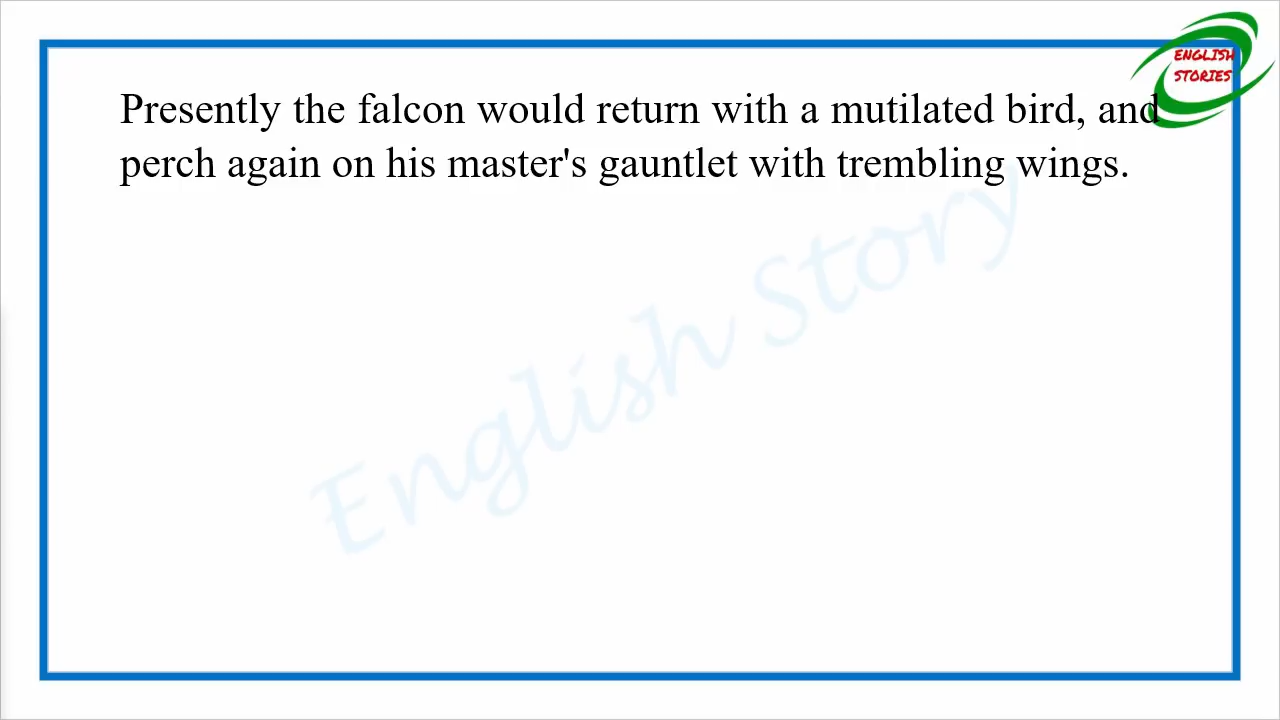 ENGLISH
STORIES
Presently the falcon would return with a mutilated bird, and
perch again on his master's gauntlet with trembling wings.
English Story